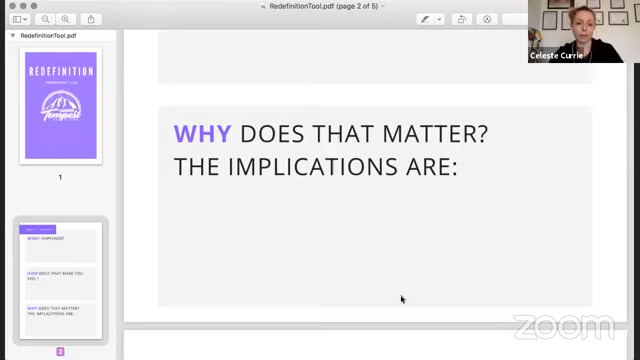 RedefinitionTool.pdf (page 2 of 5)
RedefinitionTool.pdf
REDEFINITION
Tempest
1
WHAT HAPPENED?
HOW DOES THAT MAKE YOU
FEEL?
WHY DOES THAT MATTER?
THE IMPLICATIONS ARE:
2
WHY DOES THAT MATTER?
THE IMPLICATIONS ARE:
Celeste Currie
zoom